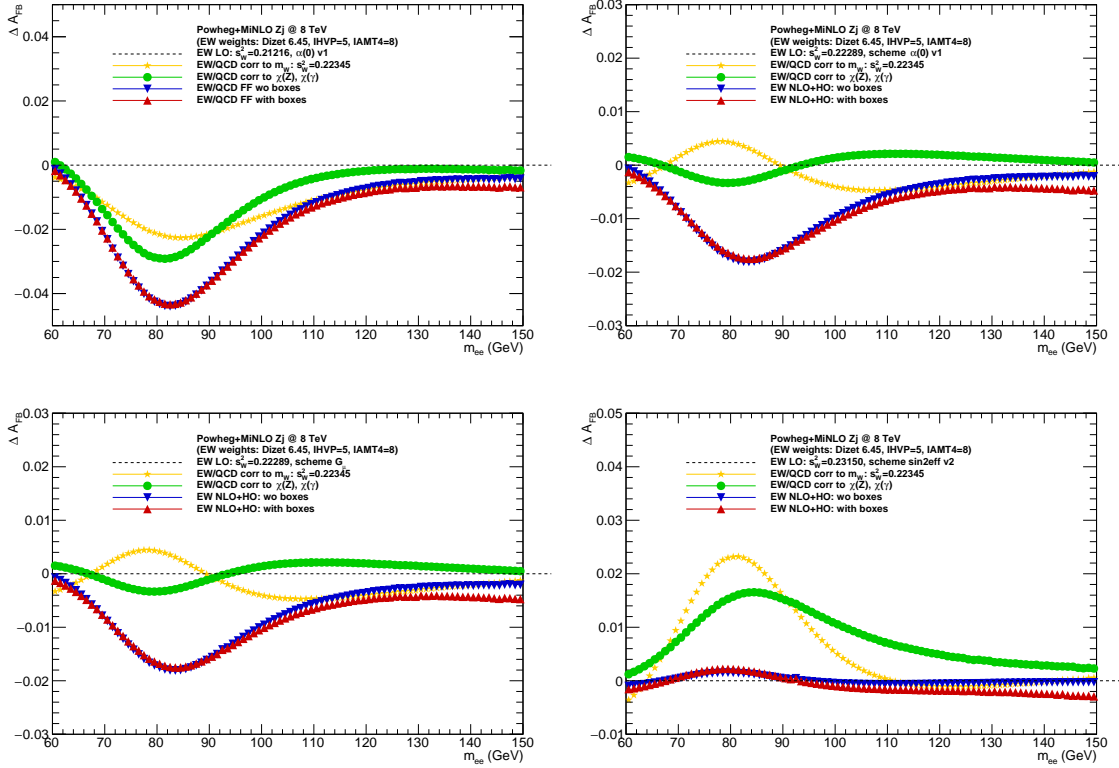 Δ A_FB
0.04
0.02
0
−0.02
−0.04
Powheg+MiNLO Zj @ 8 TeV
(EW weights: Dizet 6.45, IHVP=5, IAMT4=8)
EW LO: s²_W=0.21216, α(0) v1
EW/QCD corr to m_W: s²_W=0.22345
EW/QCD corr to χ(Z), χ(γ)
EW/QCD FF wo boxes
EW/QCD FF with boxes
60 70 80 90 100 110 120 130 140 150
m_ee (GeV)
Δ A_FB
0.03
0.02
0.01
0
−0.01
−0.02
−0.03
Powheg+MiNLO Zj @ 8 TeV
(EW weights: Dizet 6.45, IHVP=5, IAMT4=8)
EW LO: s²_W=0.22289, scheme α(0) v1
EW/QCD corr to m_W: s²_W=0.22345
EW/QCD corr to χ(Z), χ(γ)
EW NLO+HO: wo boxes
EW NLO+HO: with boxes
60 70 80 90 100 110 120 130 140 150
m_ee (GeV)
Δ A_FB
0.03
0.02
0.01
0
−0.01
−0.02
−0.03
Powheg+MiNLO Zj @ 8 TeV
(EW weights: Dizet 6.45, IHVP=5, IAMT4=8)
EW LO: s²_W=0.22289, scheme G
EW/QCD corr to m_W: s²_W=0.22345
EW/QCD corr to χ(Z), χ(γ)
EW NLO+HO: wo boxes
EW NLO+HO: with boxes
60 70 80 90 100 110 120 130 140 150
m_ee (GeV)
Δ A_FB
0.05
0.04
0.03
0.02
0.01
0
−0.01
Powheg+MiNLO Zj @ 8 TeV
(EW weights: Dizet 6.45, IHVP=5, IAMT4=8)
EW LO: s²_W=0.23150, scheme sin2eff v2
EW/QCD corr to m_W: s²_W=0.22345
EW/QCD corr to χ(Z), χ(γ)
EW NLO+HO: wo boxes
EW NLO+HO: with boxes
60 70 80 90 100 110 120 130 140 150
m_ee (GeV)